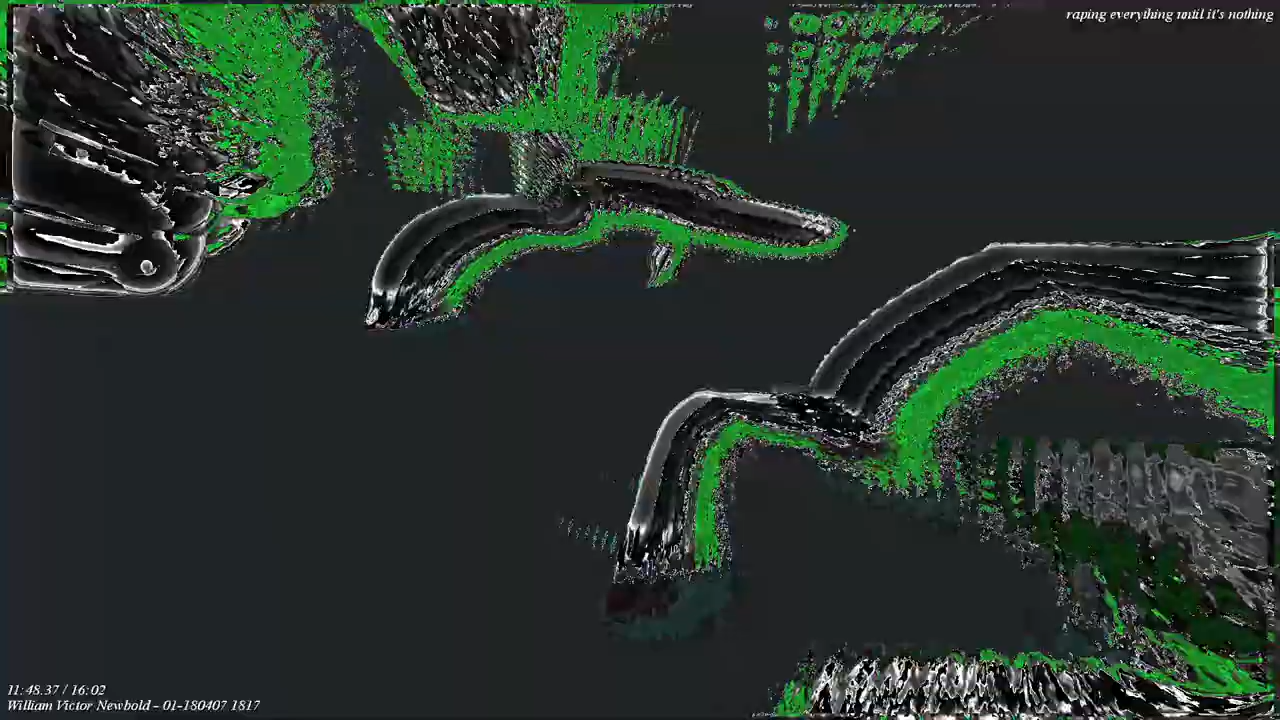 raping everything until it's nothing
11:48.37 / 16:02
William Victor Newbold - 01-180407 1817